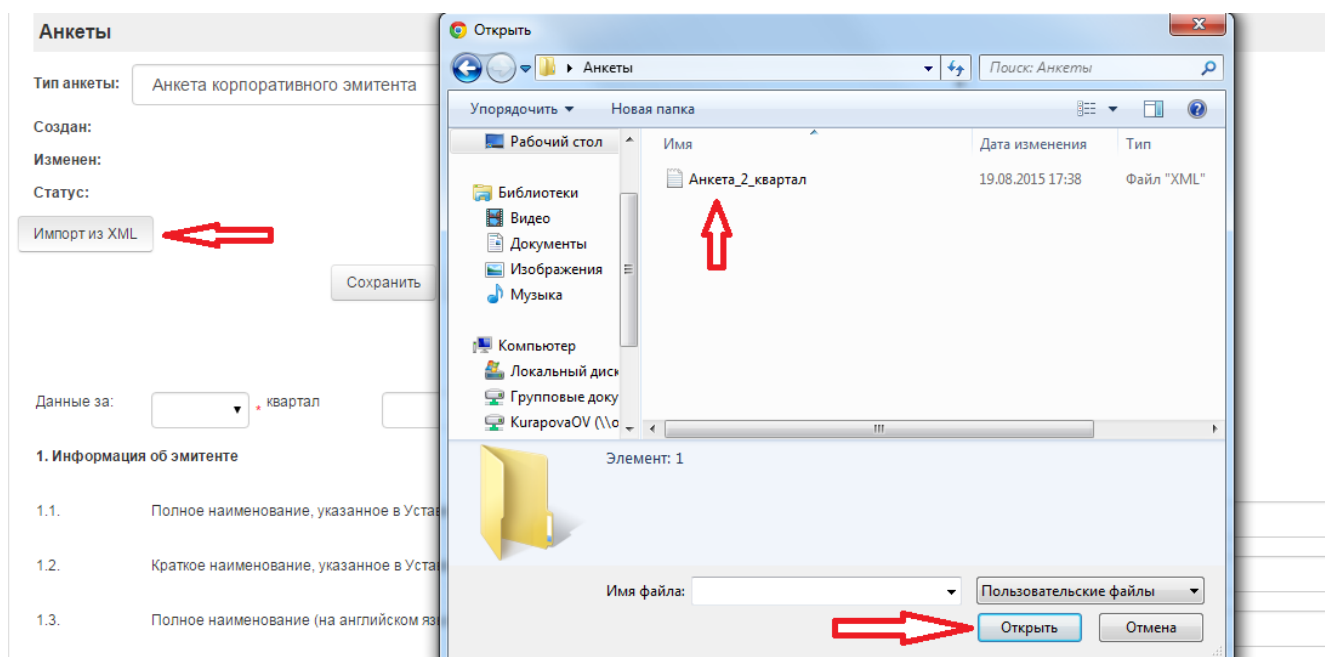 Анкеты
Тип анкеты: Анкета корпоративного эмитента
Создан:
Изменен:
Статус:
Импорт из XML
Сохранить
Данные за: * квартал
1. Информация об эмитенте
1.1. Полное наименование, указанное в Уста
1.2. Краткое наименование, указанное в Уста
1.3. Полное наименование (на английском яз
Открыть
Анкеты
Поиск: Анкеты
Упорядочить Новая папка
Рабочий стол
Библиотеки
Видео
Документы
Изображения
Музыка
Компьютер
Локальный диск
Групповые доку
KurapovaOV (\\o
Имя Дата изменения Тип
Анкета_2_квартал 19.08.2015 17:38 Файл "XML"
Элемент: 1
Имя файла: Пользовательские файлы
Открыть Отмена